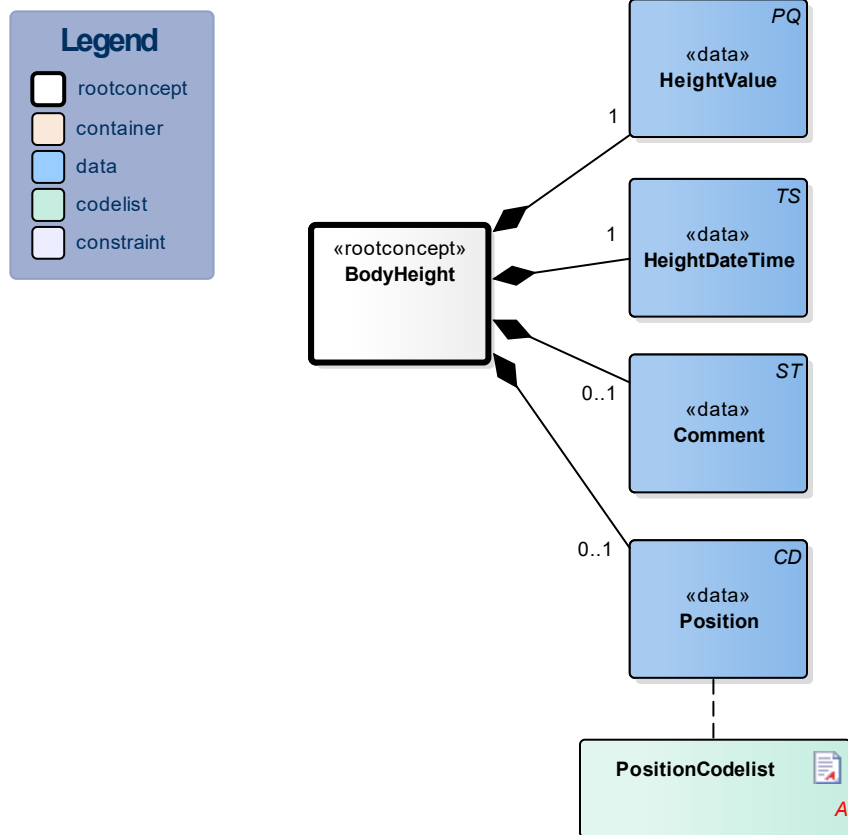 Legend
rootconcept
container
data
codelist
constraint
PQ
«data»
HeightValue
1
TS
«data»
HeightDateTime
1
«rootconcept»
BodyHeight
ST
«data»
Comment
0..1
CD
«data»
Position
0..1
PositionCodelist
A